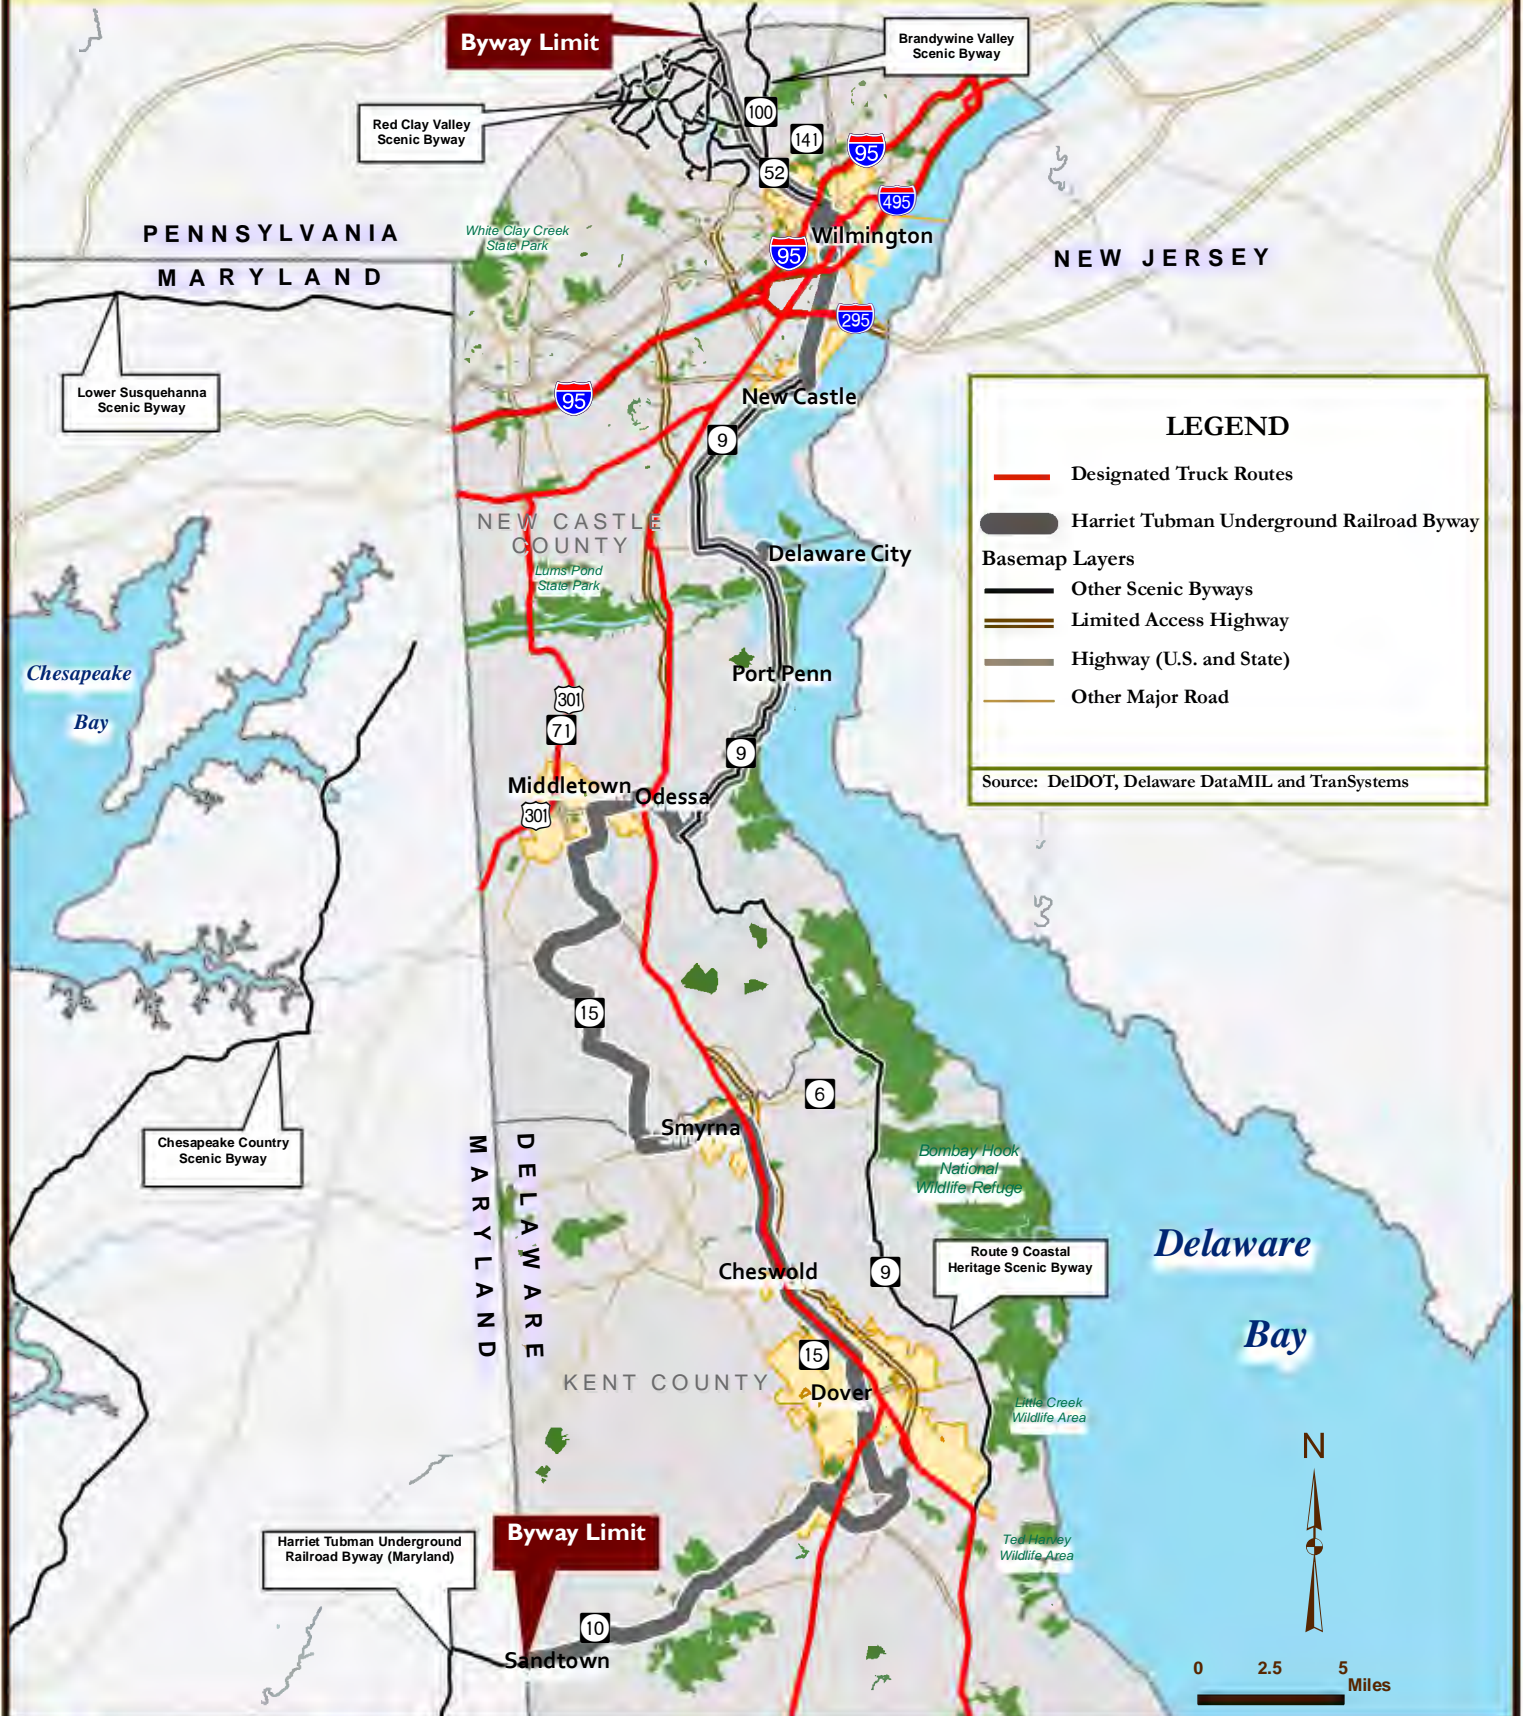 Byway Limit
Brandywine Valley
Scenic Byway
Red Clay Valley
Scenic Byway
100
141
95
52
495
PENNSYLVANIA
White Clay Creek
State Park
Wilmington
95
NEW JERSEY
MARYLAND
295
Lower Susquehanna
Scenic Byway
95
New Castle
9
LEGEND
Designated Truck Routes
Harriet Tubman Underground Railroad Byway
Basemap Layers
Other Scenic Byways
Limited Access Highway
Highway (U.S. and State)
Other Major Road
Source: DelDOT, Delaware DataMIL and TranSystems
NEW CASTLE
COUNTY
Delaware City
Lums Pond
State Park
Chesapeake
Bay
Port Penn
301
71
9
Middletown
Odessa
301
15
6
Smyrna
Chesapeake Country
Scenic Byway
MARYLAND
DELAWARE
Bombay Hook
National
Wildlife Refuge
Delaware
Bay
Route 9 Coastal
Heritage Scenic Byway
Cheswold
9
15
KENT COUNTY
Dover
Little Creek
Wildlife Area
N
Harriet Tubman Underground
Railroad Byway (Maryland)
Byway Limit
Ted Harvey
Wildlife Area
10
Sandtown
0 2.5 5
Miles